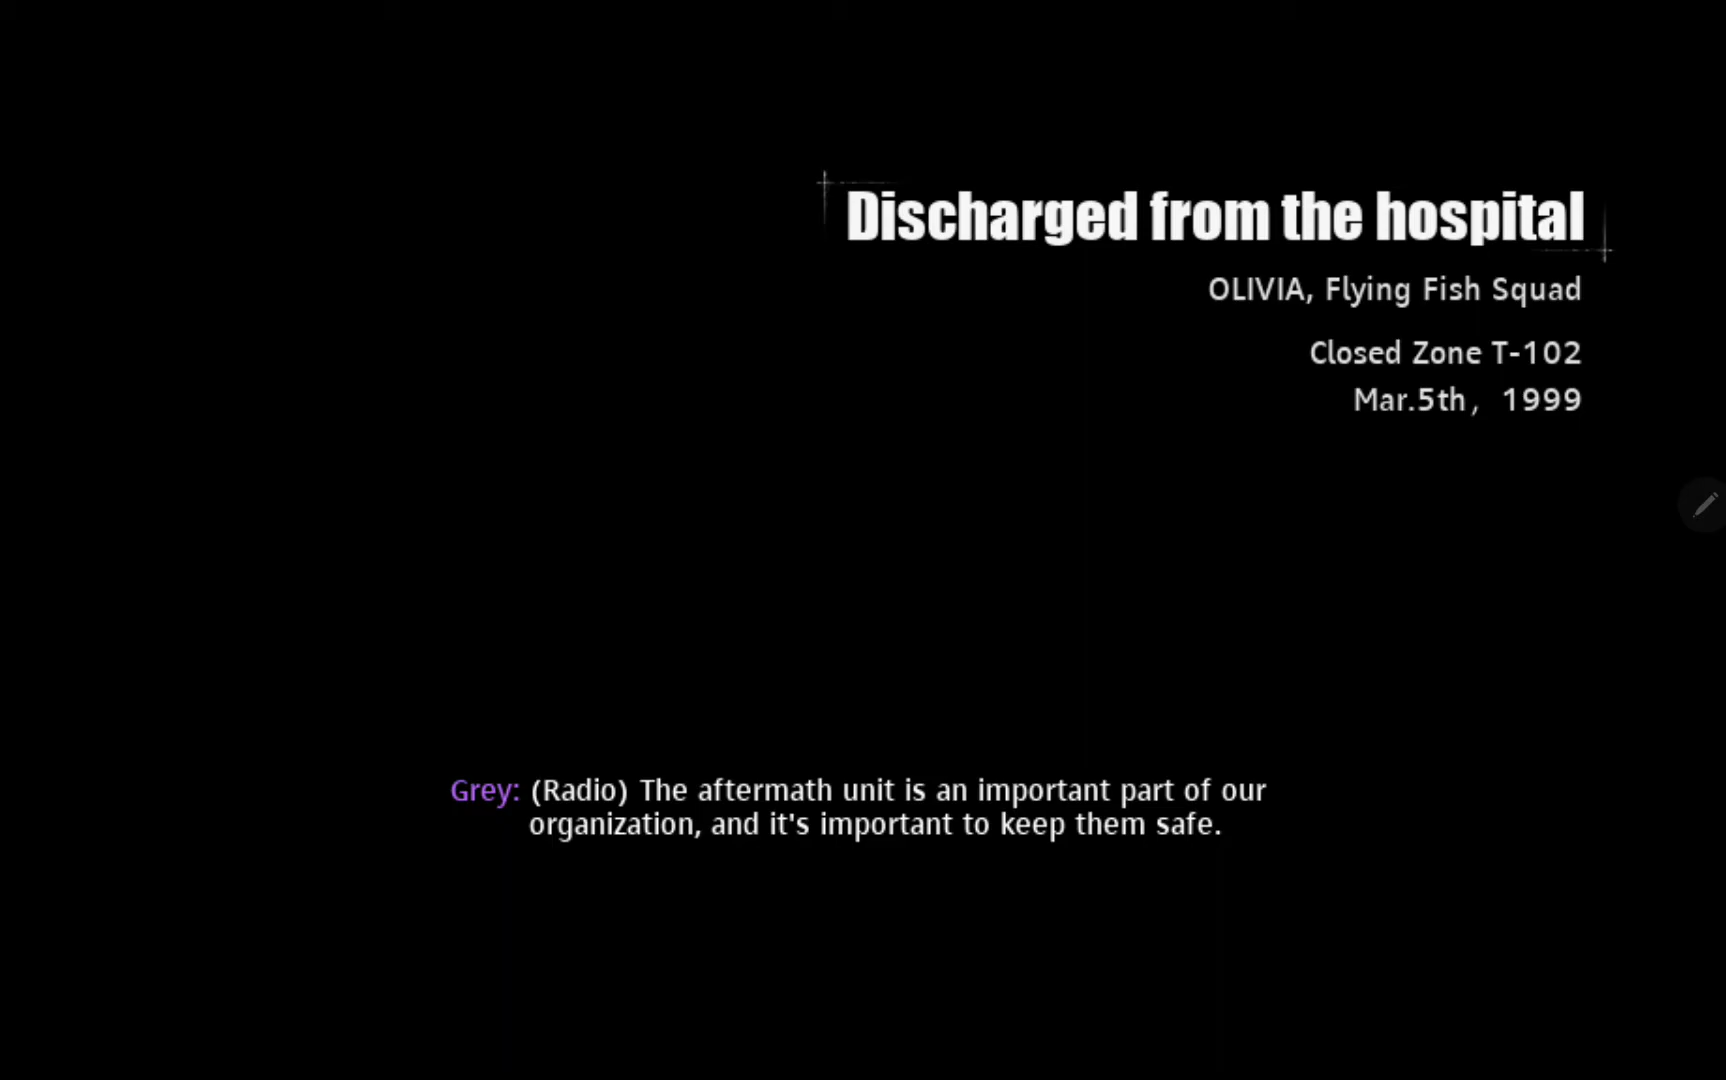 Discharged from the hospital
OLIVIA, Flying Fish Squad
Closed Zone T-102
Mar.5th, 1999
Grey: (Radio) The aftermath unit is an important part of our
organization, and it's important to keep them safe.